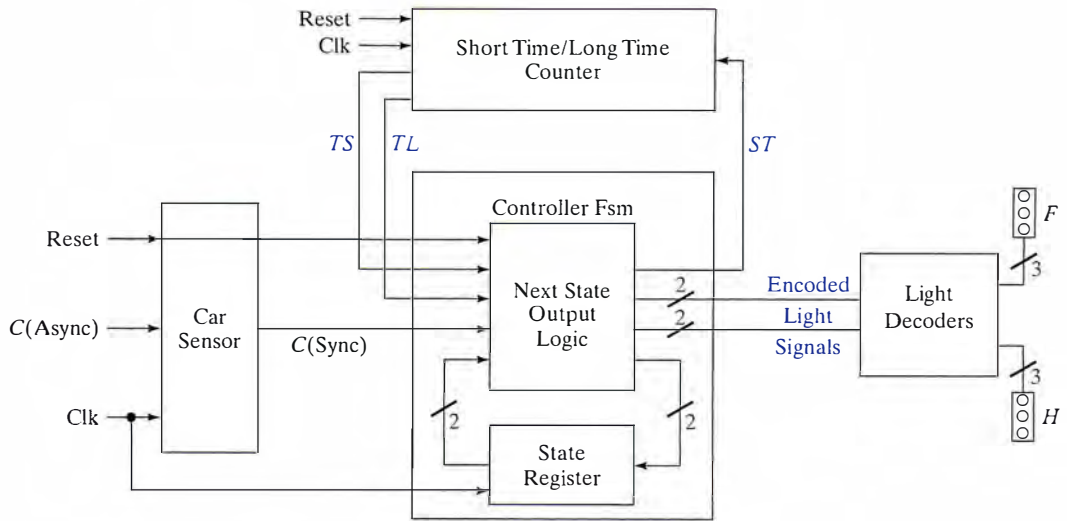 Reset
Clk
Short Time/Long Time
Counter
TS
TL
ST
Controller Fsm
Reset
C(Async)
Clk
Car
Sensor
C(Sync)
Next State
Output
Logic
2
2
2
2
State
Register
Encoded
Light
Signals
Light
Decoders
3
F
3
H